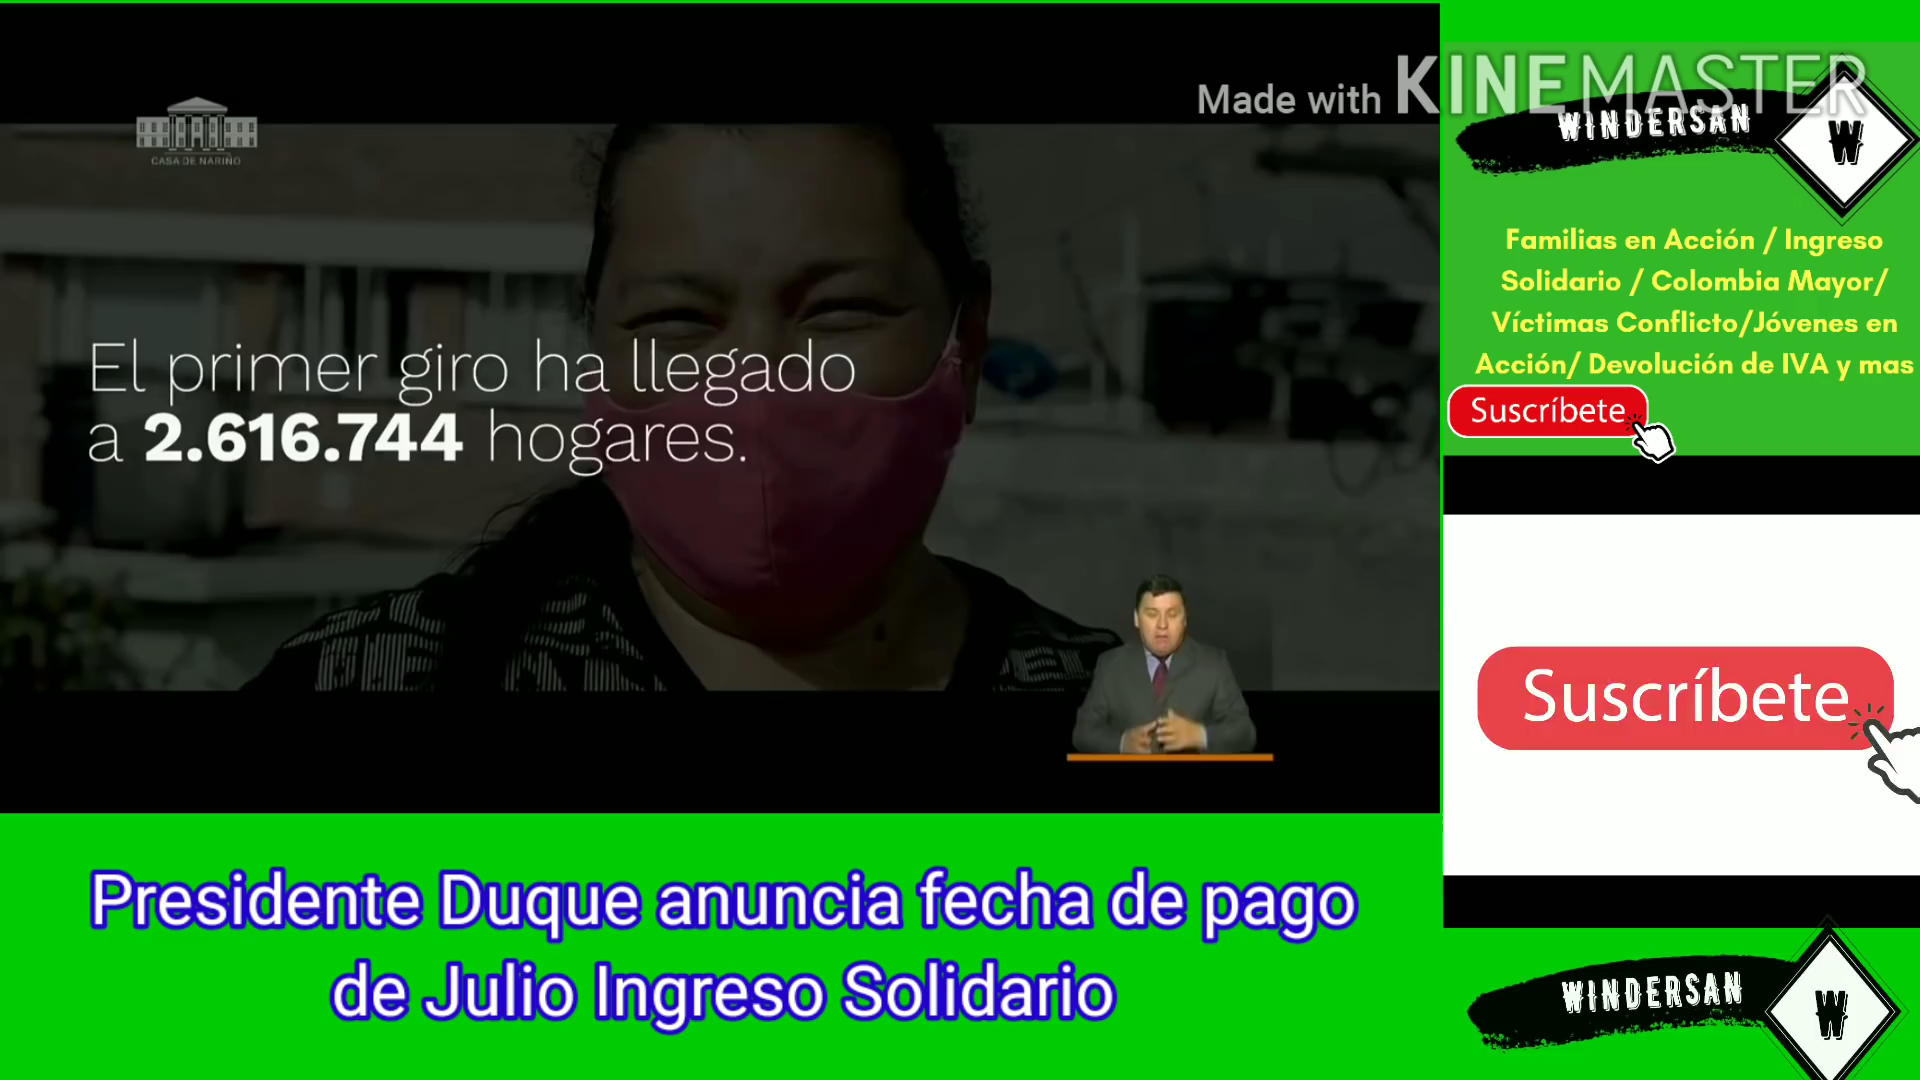 Made with KINEMASTER
CASA DE NARIÑO
El primer giro ha llegado
a 2.616.744 hogares.
Presidente Duque anuncia fecha de pago
de Julio Ingreso Solidario
WINDERSAN
W
Familias en Acción / Ingreso
Solidario / Colombia Mayor/
Víctimas Conflicto/Jóvenes en
Acción/ Devolución de IVA y mas
Suscríbete
Suscríbete
WINDERSAN
W